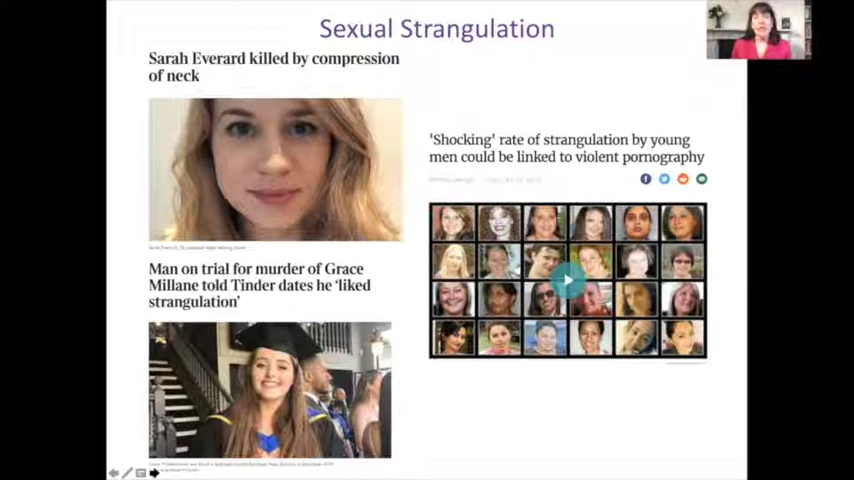 Sexual Strangulation
Sarah Everard killed by compression
of neck
Man on trial for murder of Grace
Millane told Tinder dates he ‘liked
strangulation’
'Shocking' rate of strangulation by young
men could be linked to violent pornography